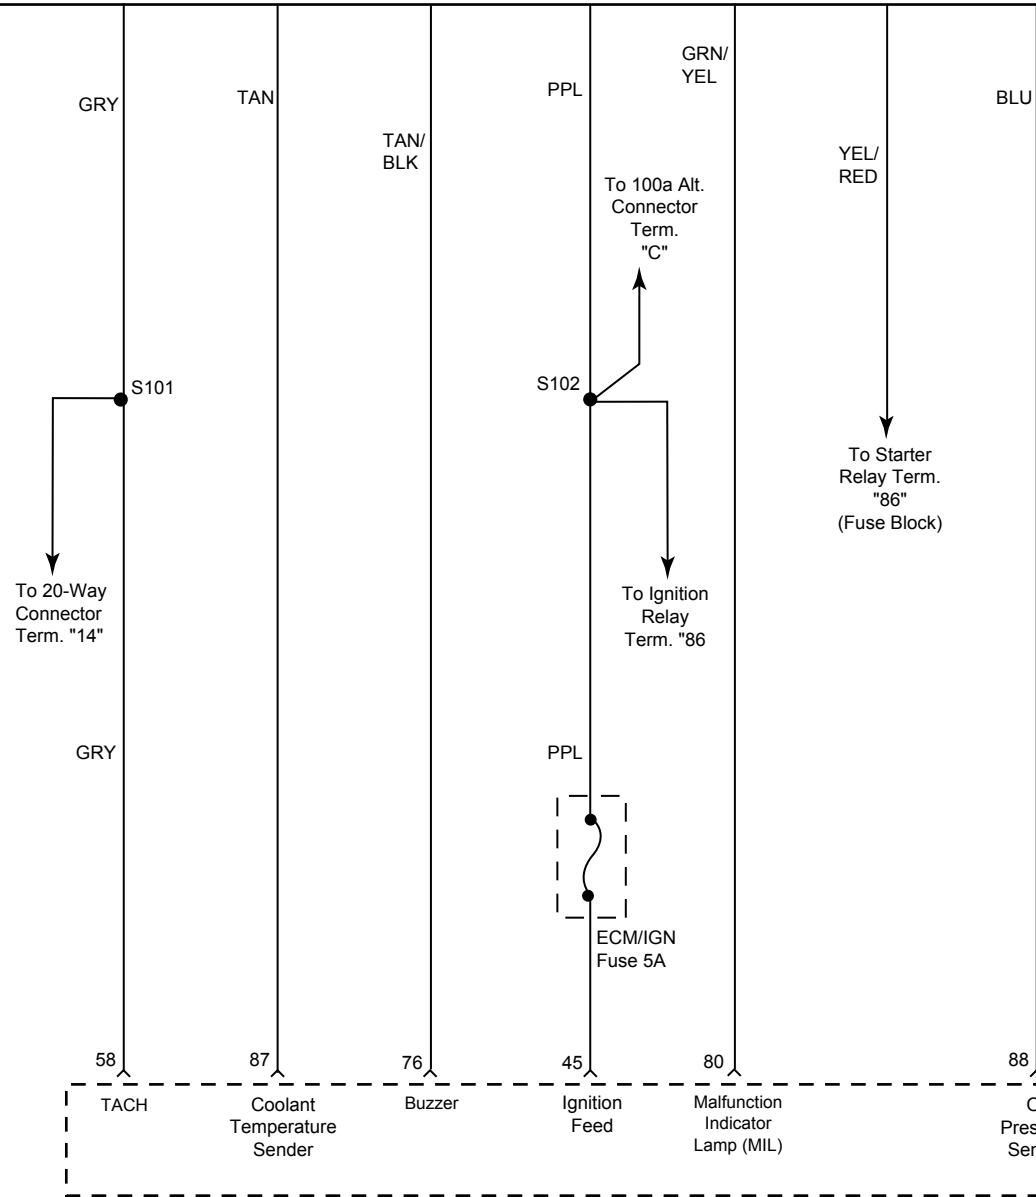 GRY
TAN
TAN/
BLK
PPL
GRN/
YEL
YEL/
RED
BLU
To 100a Alt.
Connector
Term.
"C"
S101
S102
To Starter
Relay Term.
"86"
(Fuse Block)
To 20-Way
Connector
Term. "14"
To Ignition
Relay
Term. "86
GRY
PPL
ECM/IGN
Fuse 5A
58
87
76
45
80
88
TACH
Coolant
Temperature
Sender
Buzzer
Ignition
Feed
Malfunction
Indicator
Lamp (MIL)